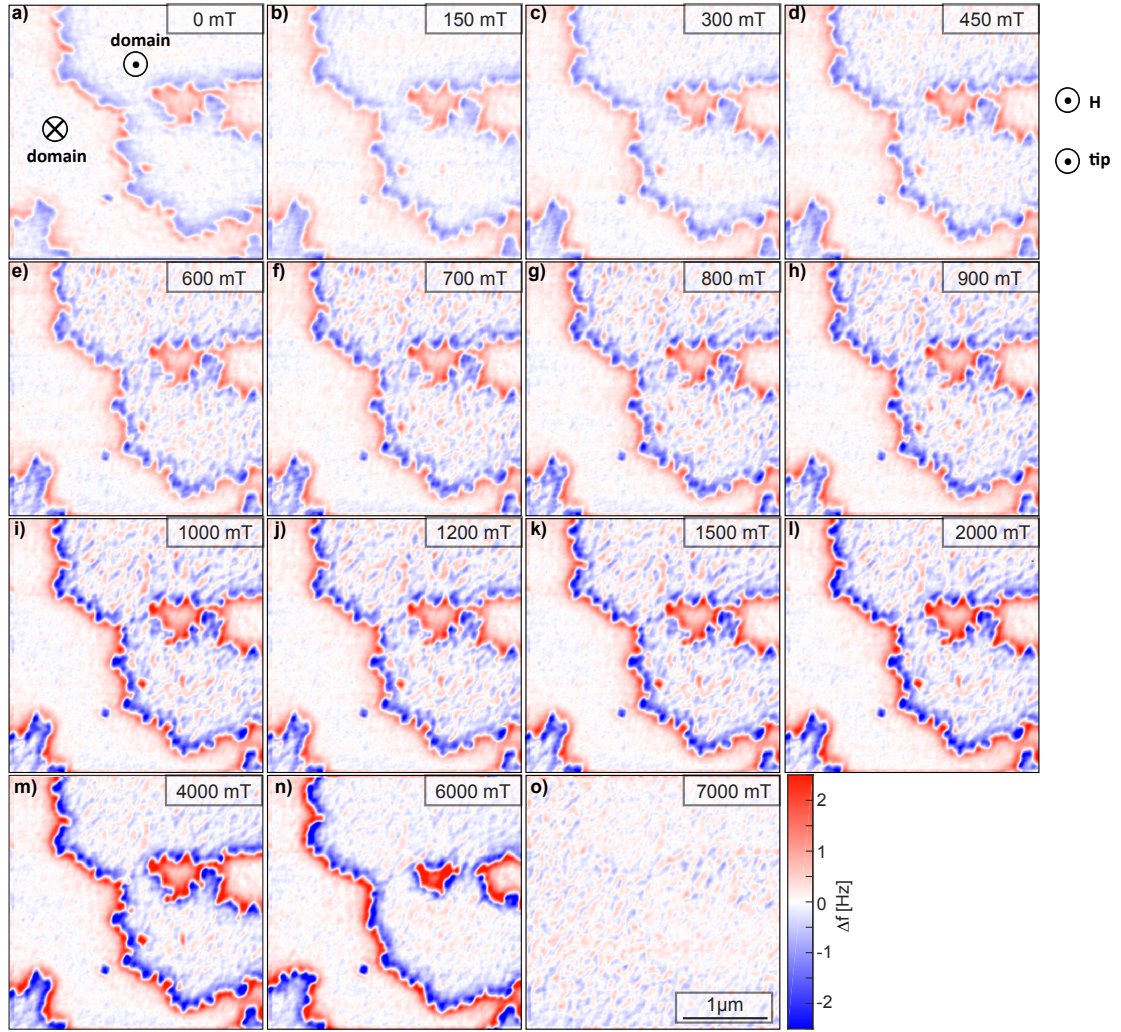 a)
0 mT
domain
domain
b)
150 mT
c)
300 mT
d)
450 mT
H
tip
e)
600 mT
f)
700 mT
g)
800 mT
h)
900 mT
i)
1000 mT
j)
1200 mT
k)
1500 mT
l)
2000 mT
m)
4000 mT
n)
6000 mT
o)
7000 mT
1µm
2
1
0
-1
-2
Δf [Hz]